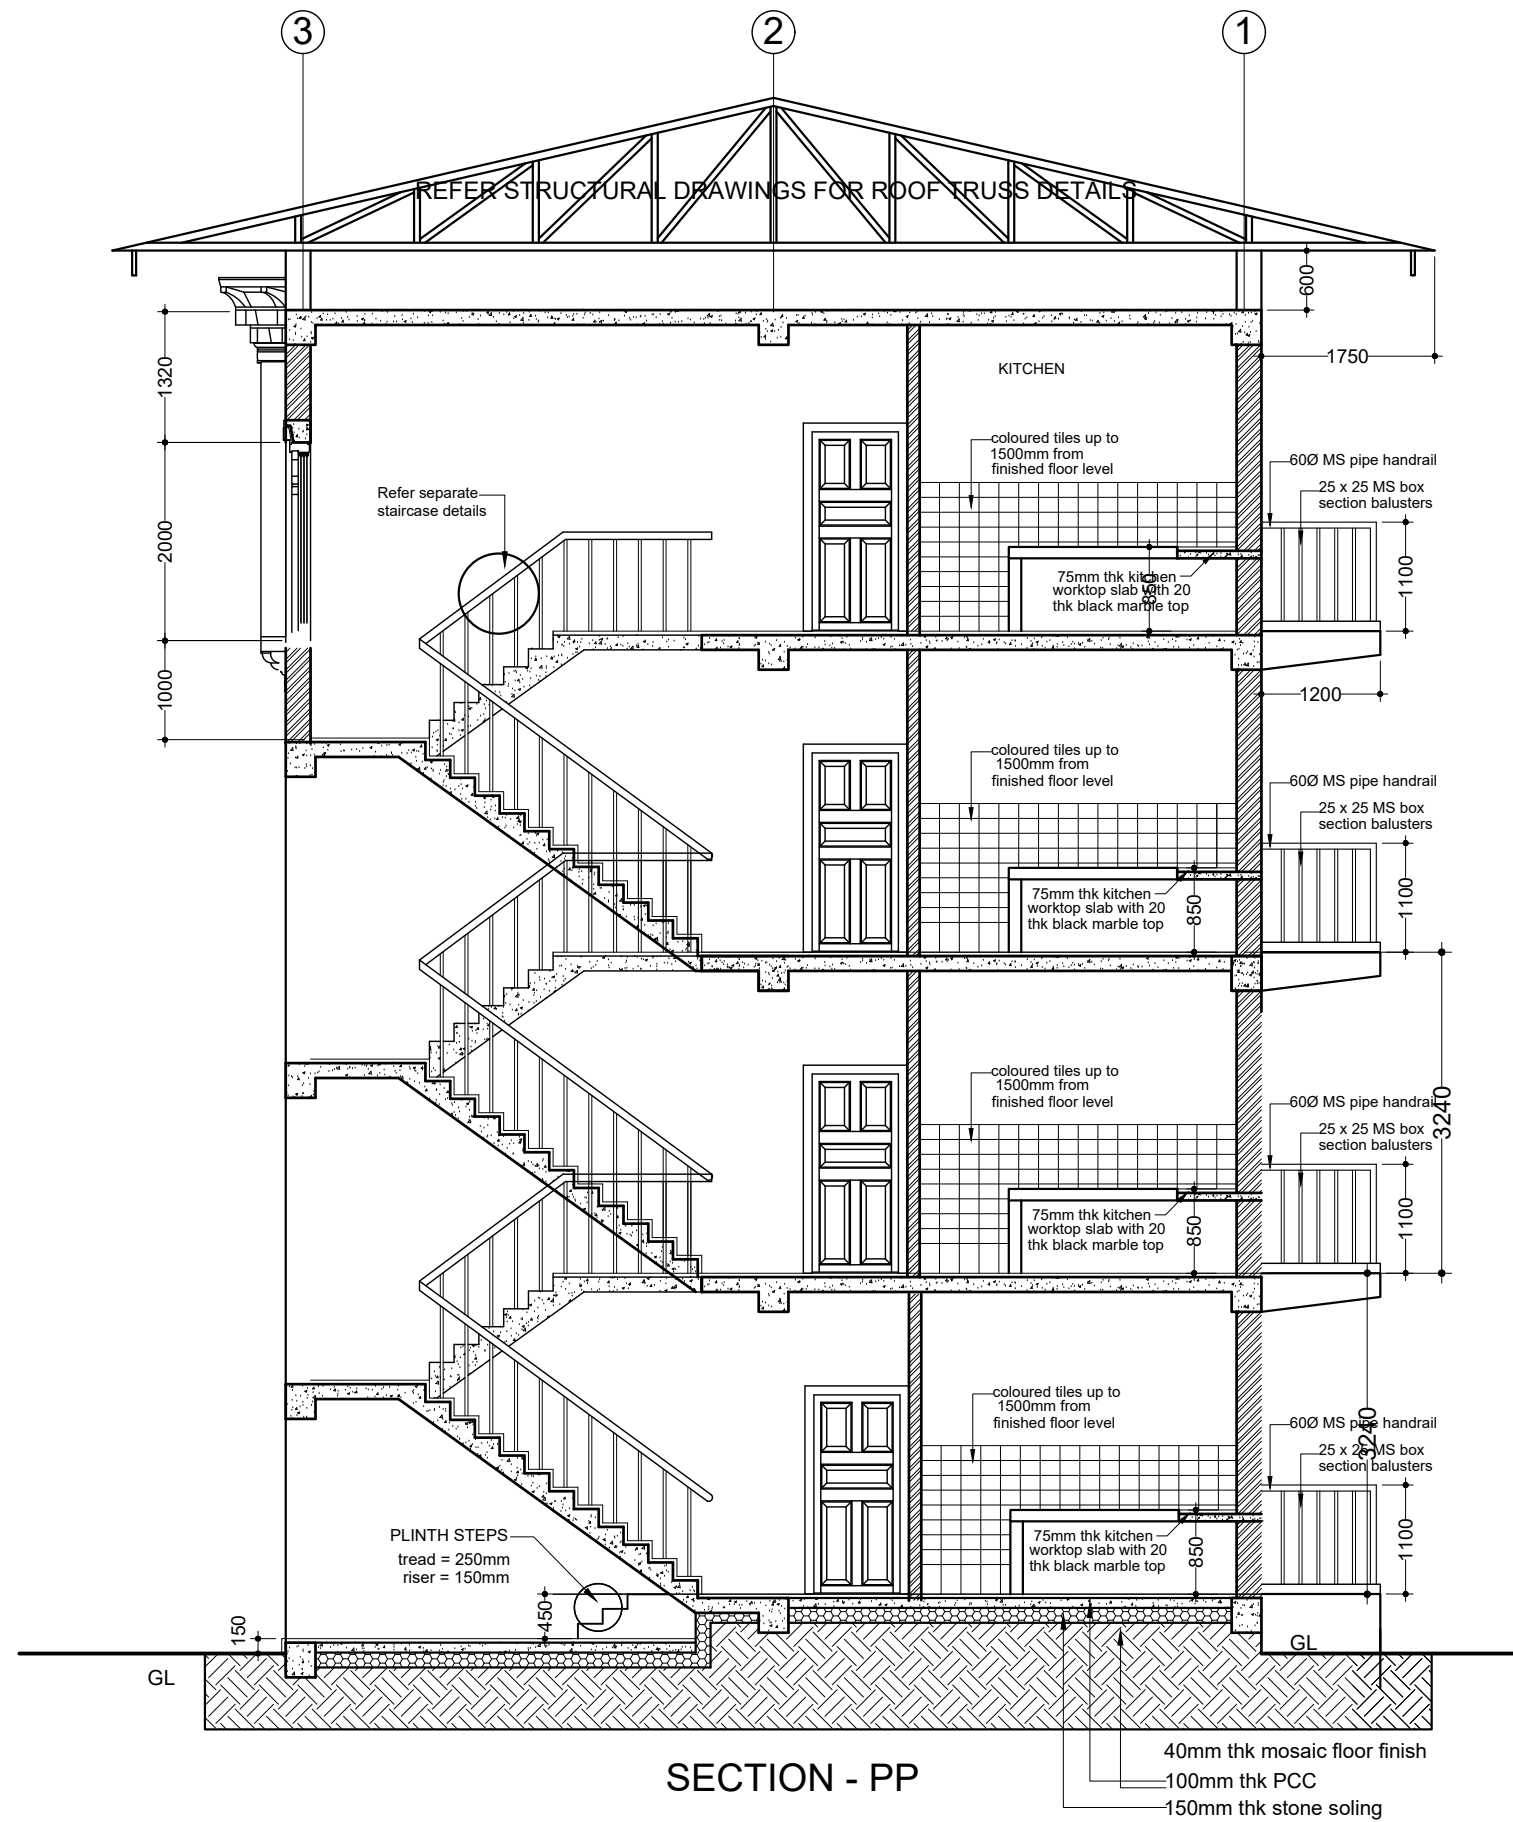 3
2
1
REFER STRUCTURAL DRAWINGS FOR ROOF TRUSS DETAILS
600
1750
1320
KITCHEN
coloured tiles up to
1500mm from
finished floor level
60Ø MS pipe handrail
25 x 25 MS box
section balusters
Refer separate
staircase details
2000
1100
75mm thk kitchen
worktop slab with 20
thk black marble top
850
1000
1200
coloured tiles up to
1500mm from
finished floor level
60Ø MS pipe handrail
25 x 25 MS box
section balusters
75mm thk kitchen
worktop slab with 20
thk black marble top
850
1100
coloured tiles up to
1500mm from
finished floor level
60Ø MS pipe handrail
25 x 25 MS box
section balusters
3240
75mm thk kitchen
worktop slab with 20
thk black marble top
850
1100
coloured tiles up to
1500mm from
finished floor level
60Ø MS pipe handrail
25 x 25 MS box
section balusters
3240
PLINTH STEPS
tread = 250mm
riser = 150mm
75mm thk kitchen
worktop slab with 20
thk black marble top
850
1100
450
150
GL
GL
40mm thk mosaic floor finish
100mm thk PCC
150mm thk stone soling
SECTION - PP